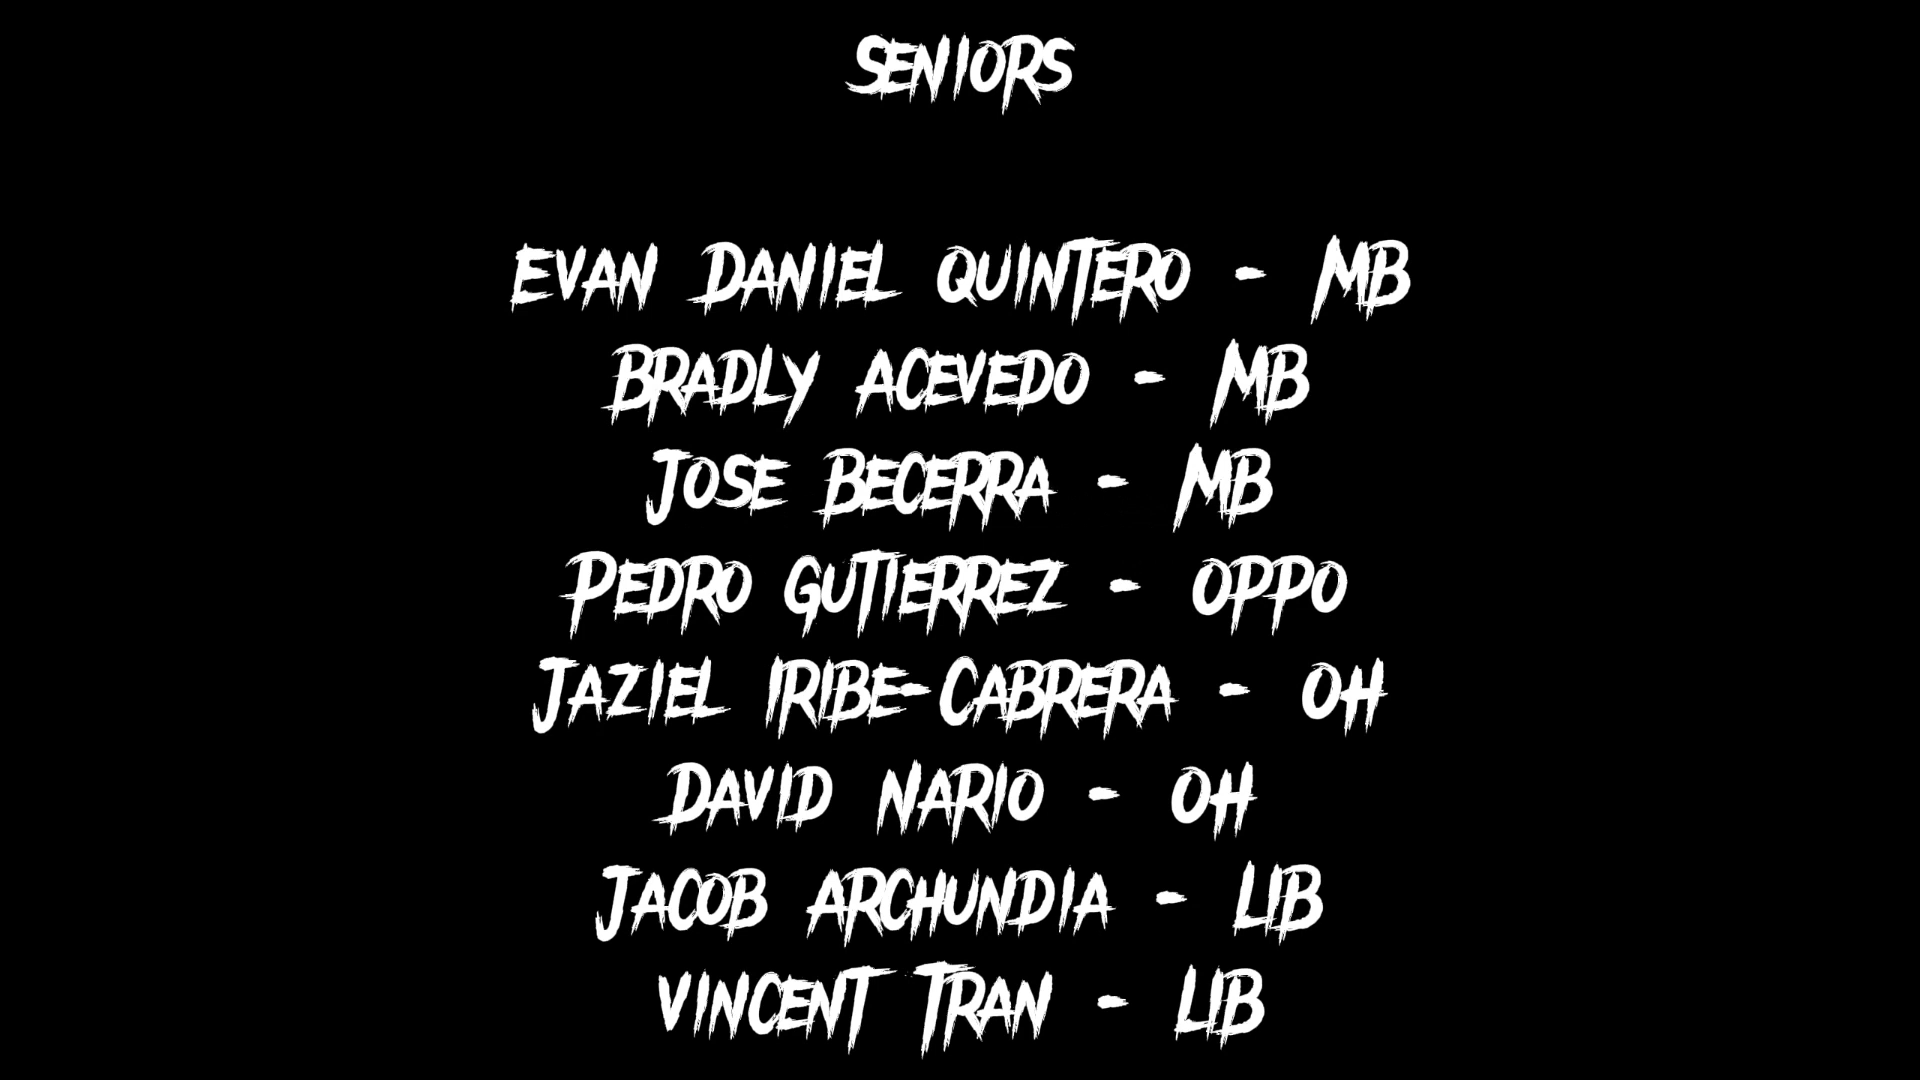 Seniors
Evan Daniel Quintero - MB
Bradly Acevedo - MB
Jose Becerra - MB
Pedro Gutierrez - Oppo
Jaziel Iribe-Cabrera - OH
David Nario - OH
Jacob Archundia - Lib
Vincent Tran - Lib